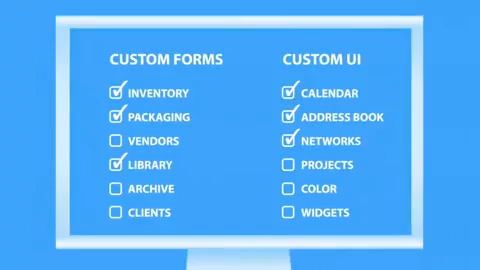 CUSTOM FORMS
INVENTORY
PACKAGING
VENDORS
LIBRARY
ARCHIVE
CLIENTS
CUSTOM UI
CALENDAR
ADDRESS BOOK
NETWORKS
PROJECTS
COLOR
WIDGETS